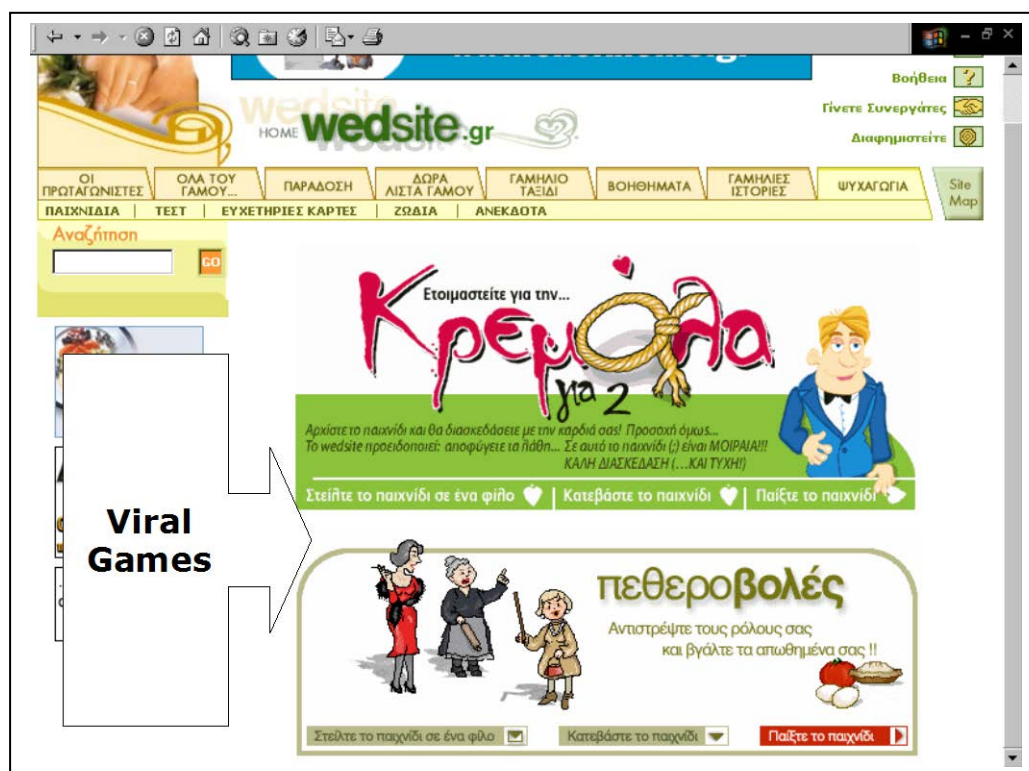 Βοήθεια
Γίνετε Συνεργάτες
Διαφημιστείτε
wedsite
HOME wedsite.gr
wedsite
ΟΙ ΠΡΩΤΑΓΩΝΙΣΤΕΣ
ΟΛΑ ΤΟΥ ΓΑΜΟΥ...
ΠΑΡΑΔΟΣΗ
ΔΩΡΑ ΛΙΣΤΑ ΓΑΜΟΥ
ΓΑΜΗΛΙΟ ΤΑΞΙΔΙ
ΒΟΗΘΗΜΑΤΑ
ΓΑΜΗΛΙΕΣ ΙΣΤΟΡΙΕΣ
ΨΥΧΑΓΩΓΙΑ
Site Map
ΠΑΙΧΝΙΔΙΑ | ΤΕΣΤ | ΕΥΧΕΤΗΡΙΕΣ ΚΑΡΤΕΣ | ΖΩΔΙΑ | ΑΝΕΚΔΟΤΑ
Αναζήτηση
GO
Ετοιμαστείτε για την...
Κρεμάλα
για 2
Αρχίστε το παιχνίδι και θα διασκεδάσετε με την καρδιά σας! Προσοχή όμως...
Το wedsite προειδοποιεί: αποφύγετε τα λάθη... Σε αυτό το παιχνίδι (;) είναι ΜΟΙΡΑΙΑ!!!
ΚΑΛΗ ΔΙΑΣΚΕΔΑΣΗ (...ΚΑΙ ΤΥΧΗ!)
Στείλτε το παιχνίδι σε ένα φίλο | Κατεβάστε το παιχνίδι | Παίξτε το παιχνίδι
Viral
Games
πεθεροβολές
Αντιστρέψτε τους ρόλους σας
και βγάλτε τα απωθημένα σας !!
Στείλτε το παιχνίδι σε ένα φίλο
Κατεβάστε το παιχνίδι
Παίξτε το παιχνίδι